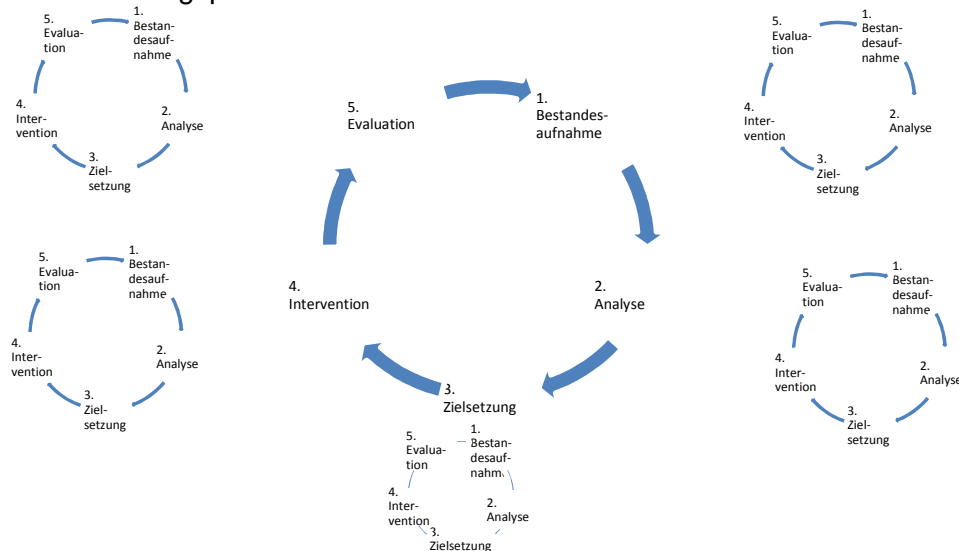 5.
Evalua-
tion
1.
Bestan-
desauf-
nahme
2.
Analyse
3.
Ziel-
setzung
4.
Inter-
vention
5.
Evaluation
1.
Bestandes-
aufnahme
2.
Analyse
3.
Zielsetzung
4.
Intervention
5.
Evalua-
tion
1.
Bestan-
desauf-
nahme
2.
Analyse
3.
Ziel-
setzung
4.
Inter-
vention
5.
Evalua-
tion
1.
Bestan-
desauf-
nahme
2.
Analyse
3.
Ziel-
setzung
4.
Inter-
vention
5.
Evalua-
tion
1.
Bestan-
desauf-
nahme
2.
Analyse
3.
Ziel-
setzung
4.
Inter-
vention
5.
Evalua-
tion
1.
Bestan-
desauf-
nahme
2.
Analyse
3.
Zielsetzung
4.
Inter-
vention